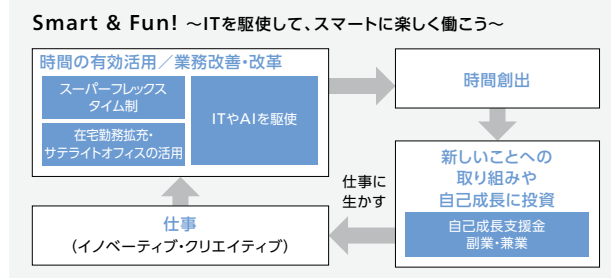 Smart & Fun! ～ITを駆使して、スマートに楽しく働こう～
時間の有効活用／業務改善・改革
スーパーフレックス
タイム制
在宅勤務拡充・
サテライトオフィスの活用
ITやAIを駆使
時間創出
新しいことへの
取り組みや
自己成長に投資
自己成長支援金
副業・兼業
仕事に
生かす
仕事
（イノベーティブ・クリエイティブ）